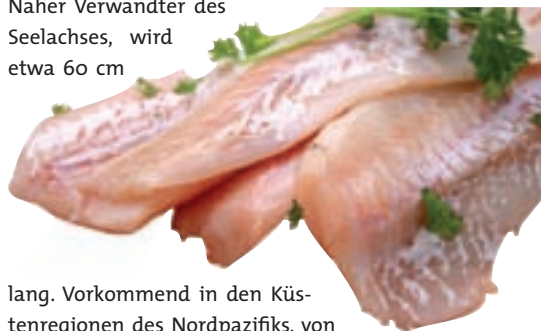 Naher Verwandter des
Seelachses, wird
etwa 60 cm
lang. Vorkommend in den Küs-
tenregionen des Nordpazifiks, von